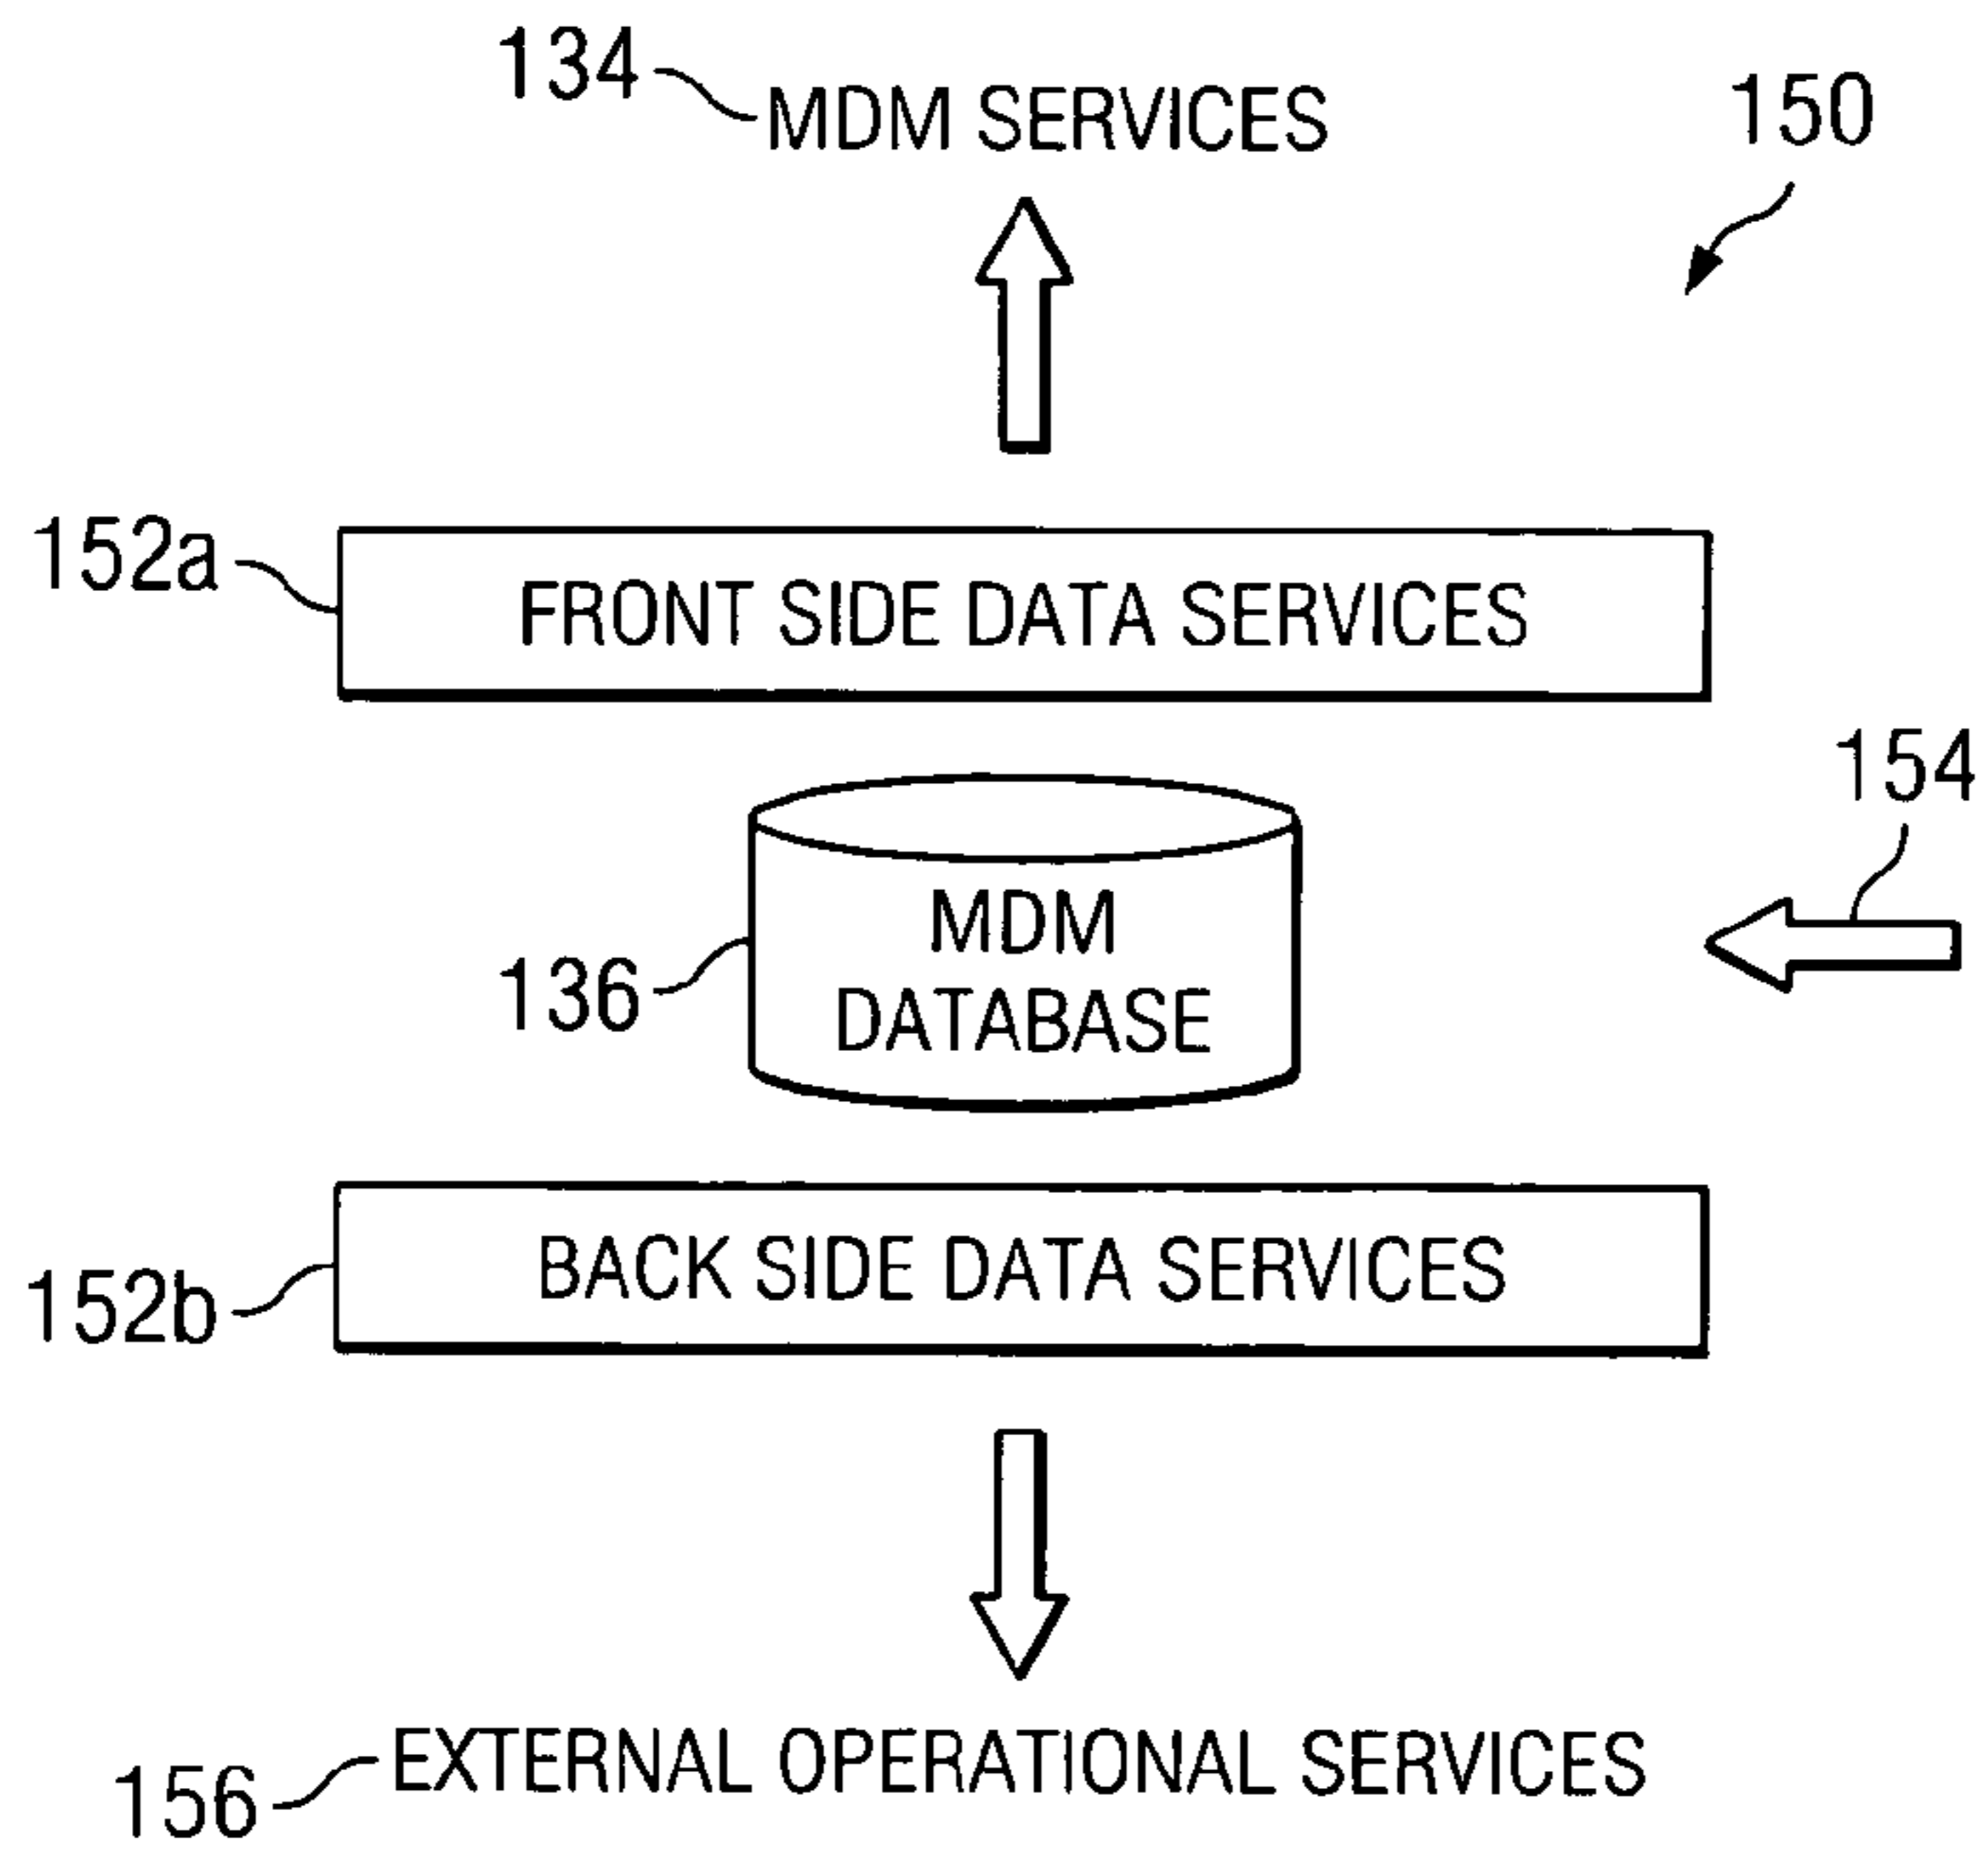 134
MDM SERVICES
150
152a
FRONT SIDE DATA SERVICES
154
MDM
DATABASE
136
BACK SIDE DATA SERVICES
152b
EXTERNAL OPERATIONAL SERVICES
156